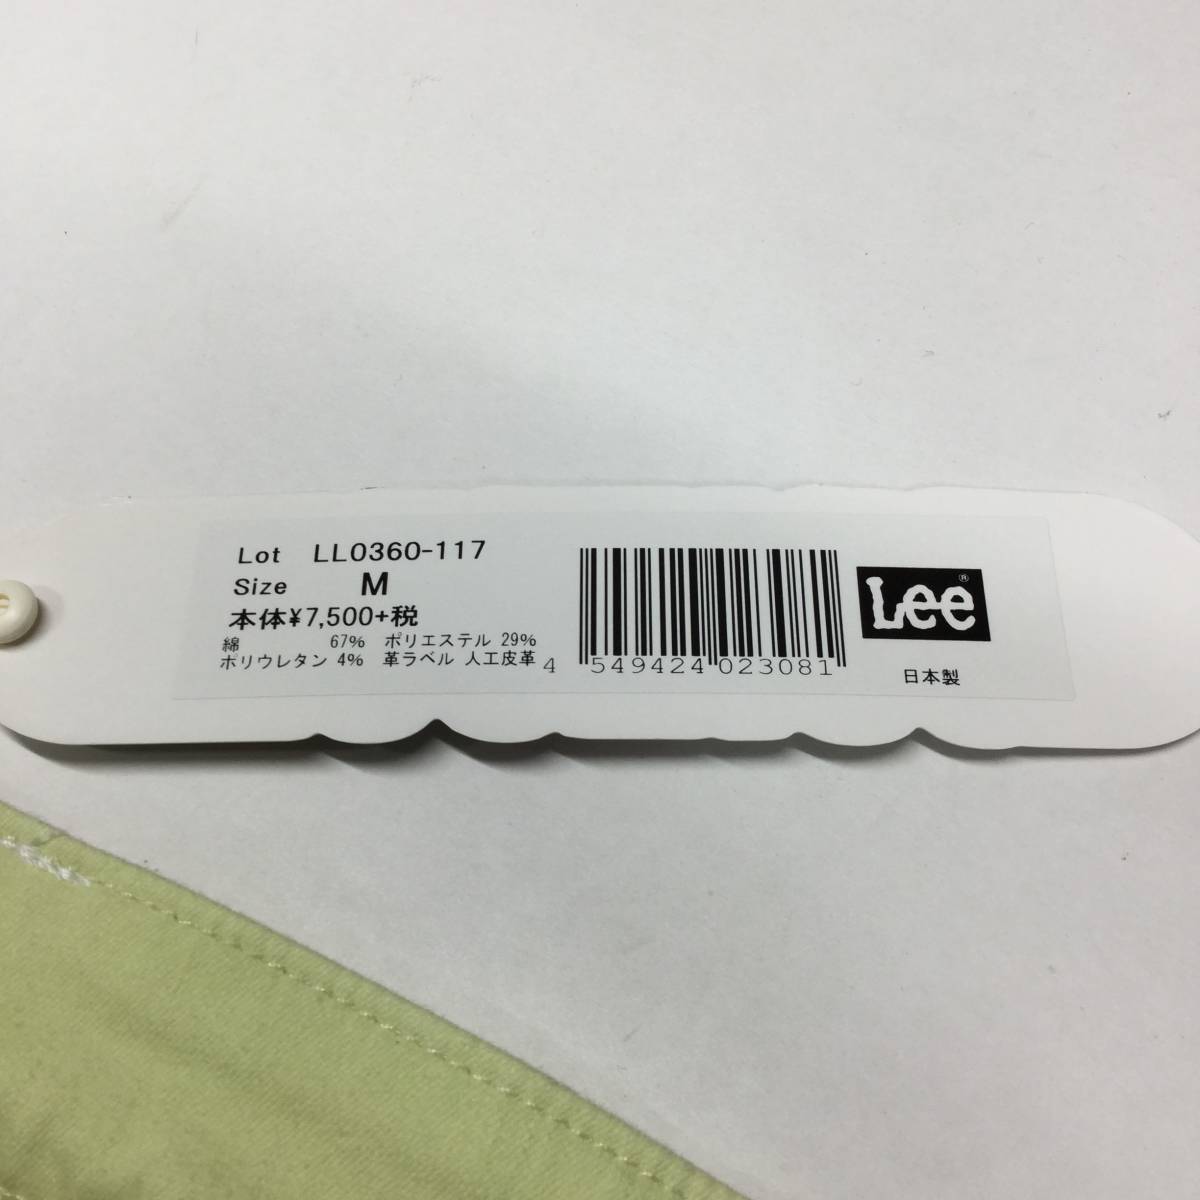 Lot LL0360-117
Size M
本体¥7,500+税
綿 67% ポリエステル 29%
ポリウレタン 4% 革ラベル 人工皮革
4 549424 023081
Lee®
日本製